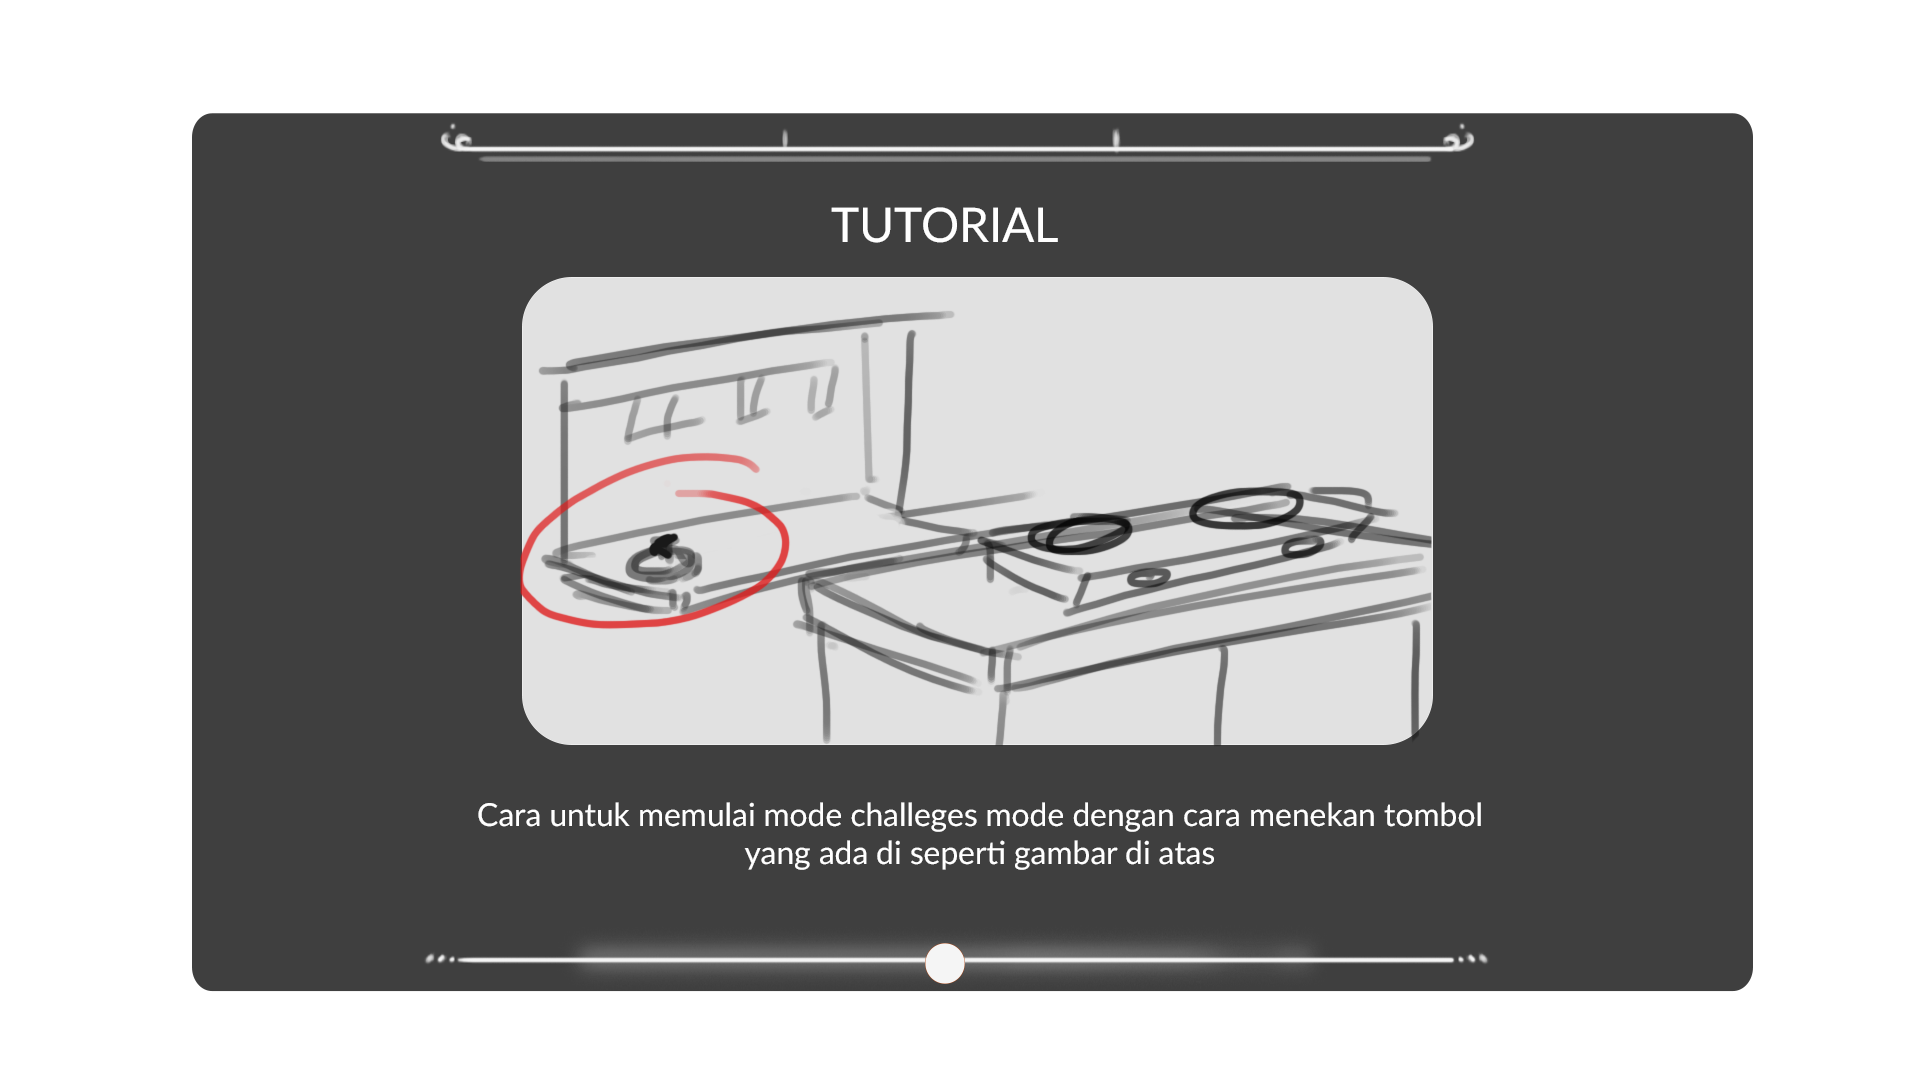 TUTORIAL
Cara untuk memulai mode challeges mode dengan cara menekan tombol
yang ada di seperti gambar di atas